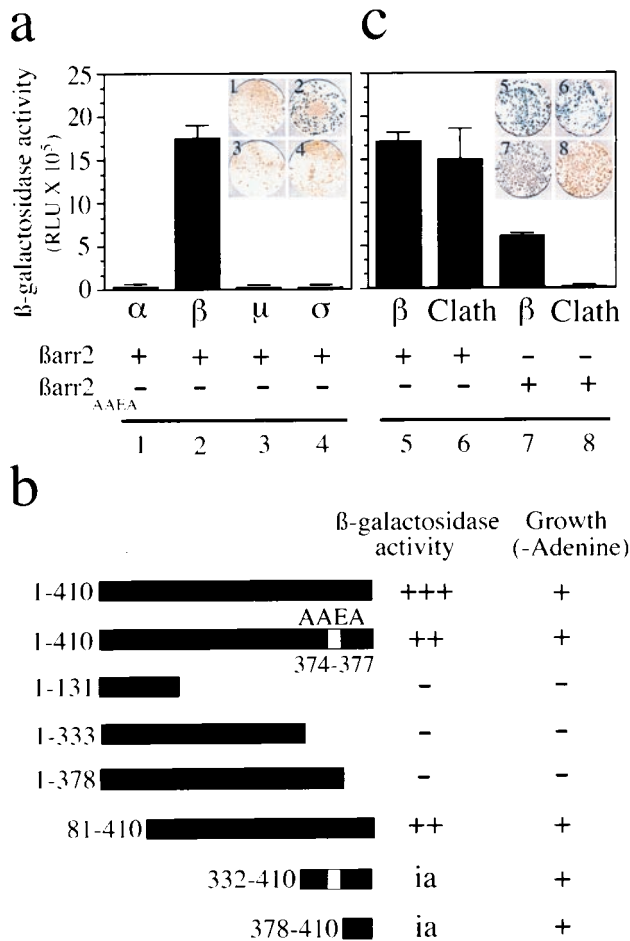 a
c
ß-galactosidase activity
(RLU X 10⁵)
25
20
15
10
5
0
1
2
3
4
5
6
7
8
α β μ σ
β Clath β Clath
ßarr2 + + + + + + – –
ßarr2 AAEA – – – – – – + +
1 2 3 4 5 6 7 8
b
ß-galactosidase activity
Growth (-Adenine)
1-410 +++ +
AAEA
1-410 ++ +
374-377
1-131 – –
1-333 – –
1-378 – –
81-410 ++ +
332-410 ia +
378-410 ia +